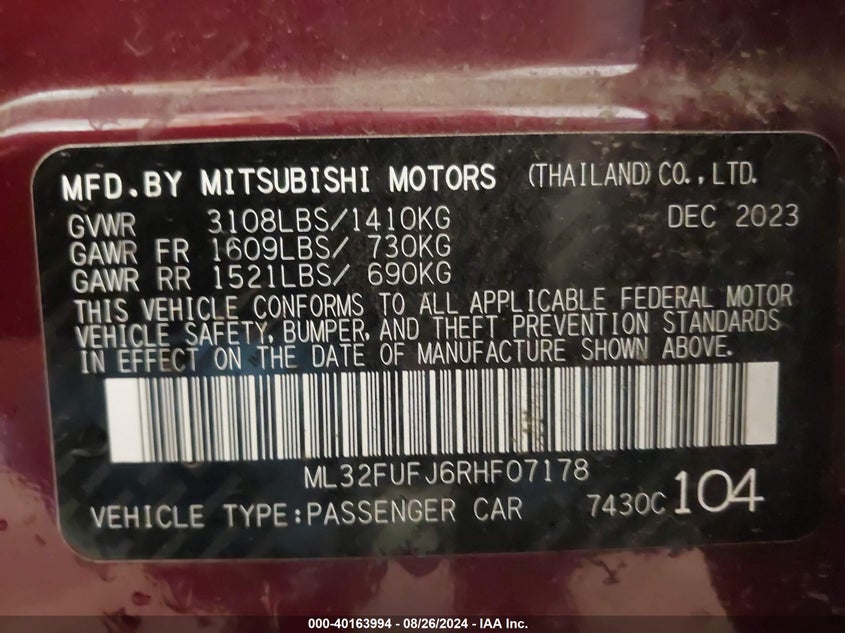 MFD.BY MITSUBISHI MOTORS (THAILAND) CO., LTD.
GVWR 3108LBS/1410KG DEC 2023
GAWR FR 1609LBS/ 730KG
GAWR RR 1521LBS/ 690KG
THIS VEHICLE CONFORMS TO ALL APPLICABLE FEDERAL MOTOR
VEHICLE SAFETY, BUMPER, AND THEFT PREVENTION STANDARDS
IN EFFECT ON THE DATE OF MANUFACTURE SHOWN ABOVE.
ML32FUFJ6RHF07178
VEHICLE TYPE:PASSENGER CAR 7430C 104
000-40163994 - 08/26/2024 - IAA Inc.